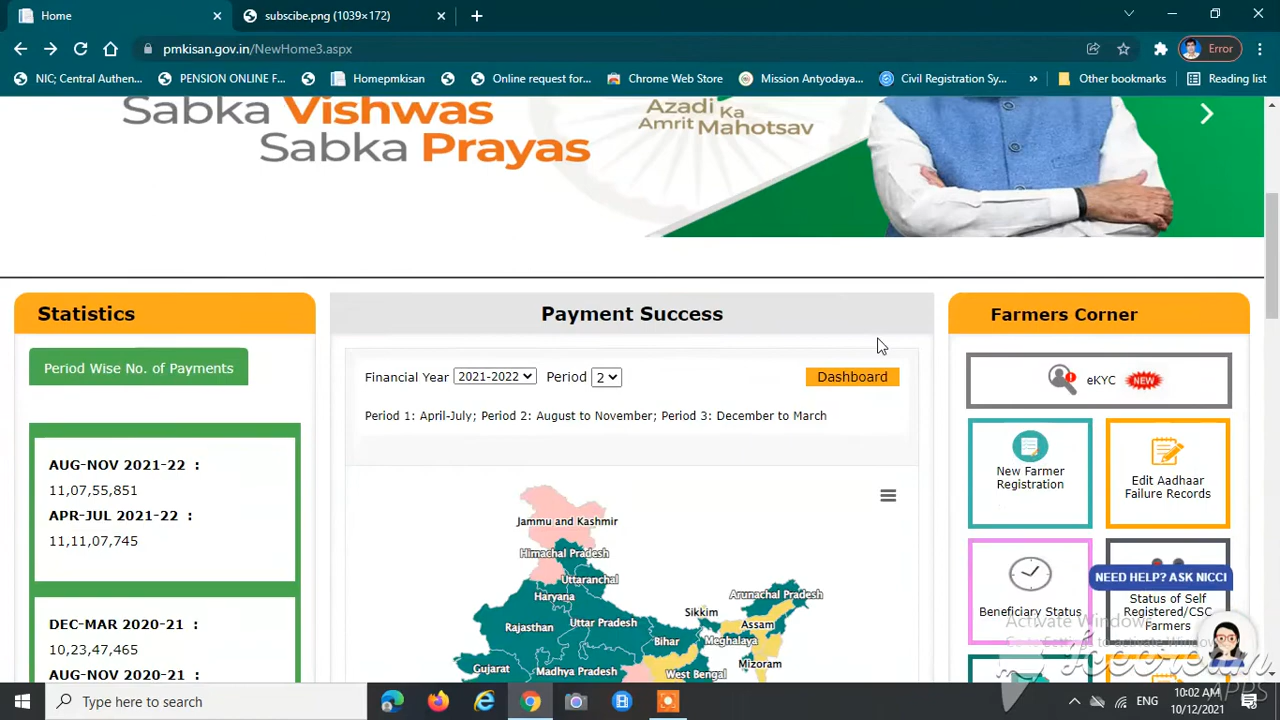 Home
subscibe.png (1039×172)
pmkisan.gov.in/NewHome3.aspx
Error
NIC; Central Authen...
PENSION ONLINE F...
Homepmkisan
Online request for...
Chrome Web Store
Mission Antyodaya...
Civil Registration Sy...
»
Other bookmarks
Reading list
Sabka Vishwas
Sabka Prayas
Azadi Ka
Amrit Mahotsav
Statistics
Period Wise No. of Payments
AUG-NOV 2021-22 :
11,07,55,851
APR-JUL 2021-22 :
11,11,07,745
DEC-MAR 2020-21 :
10,23,47,465
AUG-NOV 2020-21 :
Payment Success
Financial Year 2021-2022 Period 2
Dashboard
Period 1: April-July; Period 2: August to November; Period 3: December to March
Jammu and Kashmir
Himachal Pradesh
Uttaranchal
Haryana
Arunachal Pradesh
Sikkim
Rajasthan
Uttar Pradesh
Assam
Bihar
Meghalaya
Mizoram
Gujarat
Madhya Pradesh
West Bengal
Farmers Corner
eKYC NEW
New Farmer
Registration
Edit Aadhaar
Failure Records
Beneficiary Status
NEED HELP? ASK NICCI
Status of Self
Registered/CSC
Farmers
Activate Windows
Go to Settings to activate Windows.
Icecream
APPS
Type here to search
ENG
10:02 AM
10/12/2021